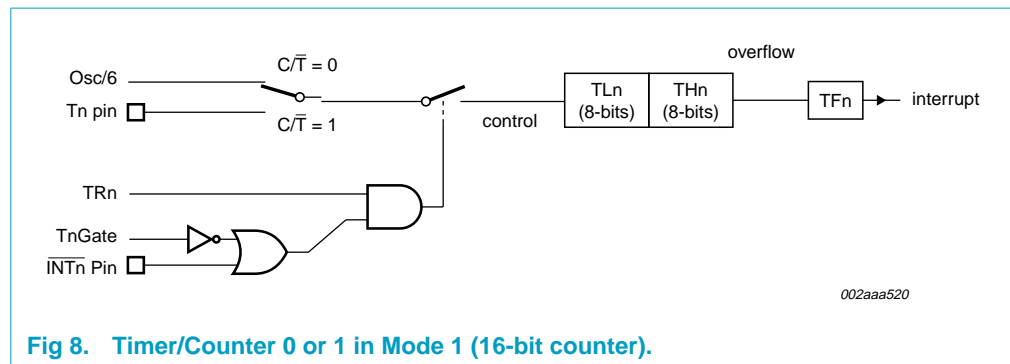 overflow
C/T̅ = 0
Osc/6
Tn pin
C/T̅ = 1
control
TLn
(8-bits)
THn
(8-bits)
TFn
interrupt
TRn
TnGate
I̅N̅T̅n̅ Pin
002aaa520
Fig 8. Timer/Counter 0 or 1 in Mode 1 (16-bit counter).